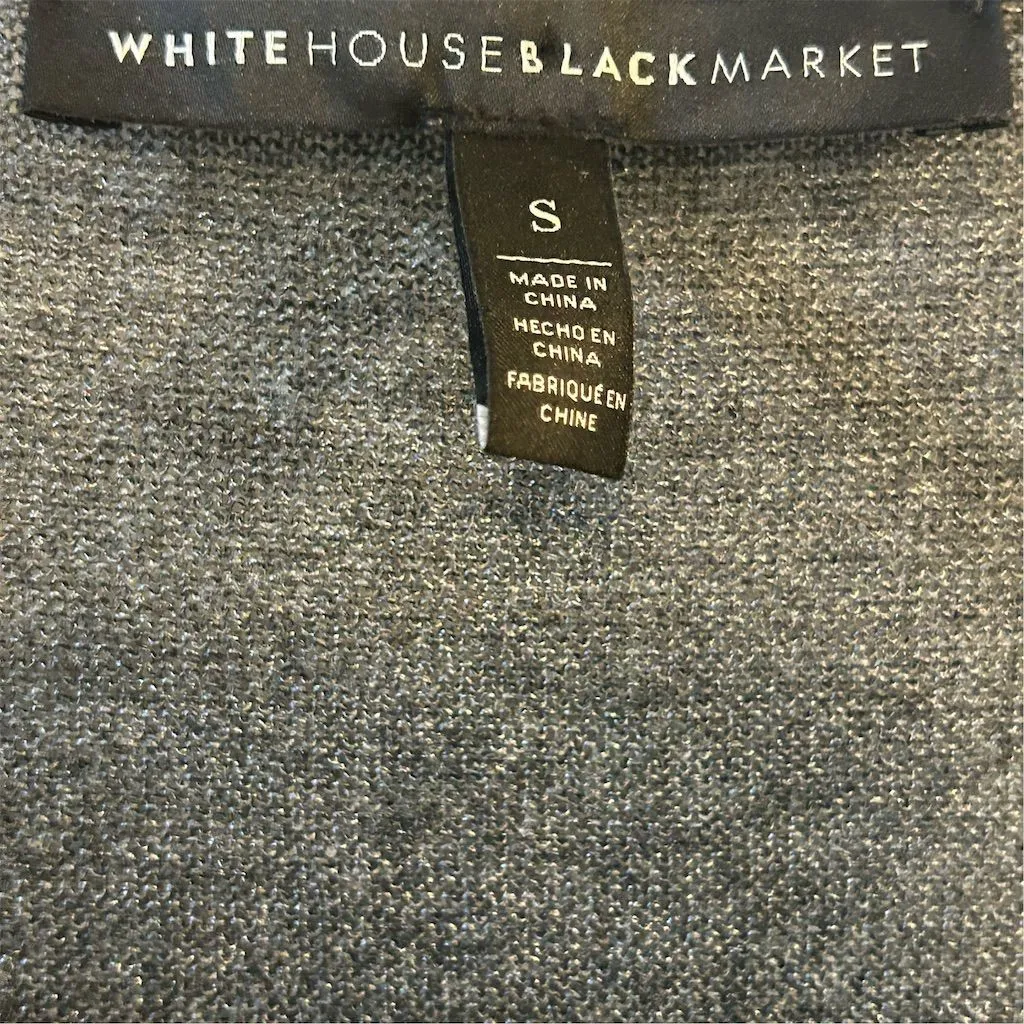 WHITE HOUSE BLACK MARKET
S
MADE IN
CHINA
HECHO EN
CHINA
FABRIQUÉ EN
CHINE